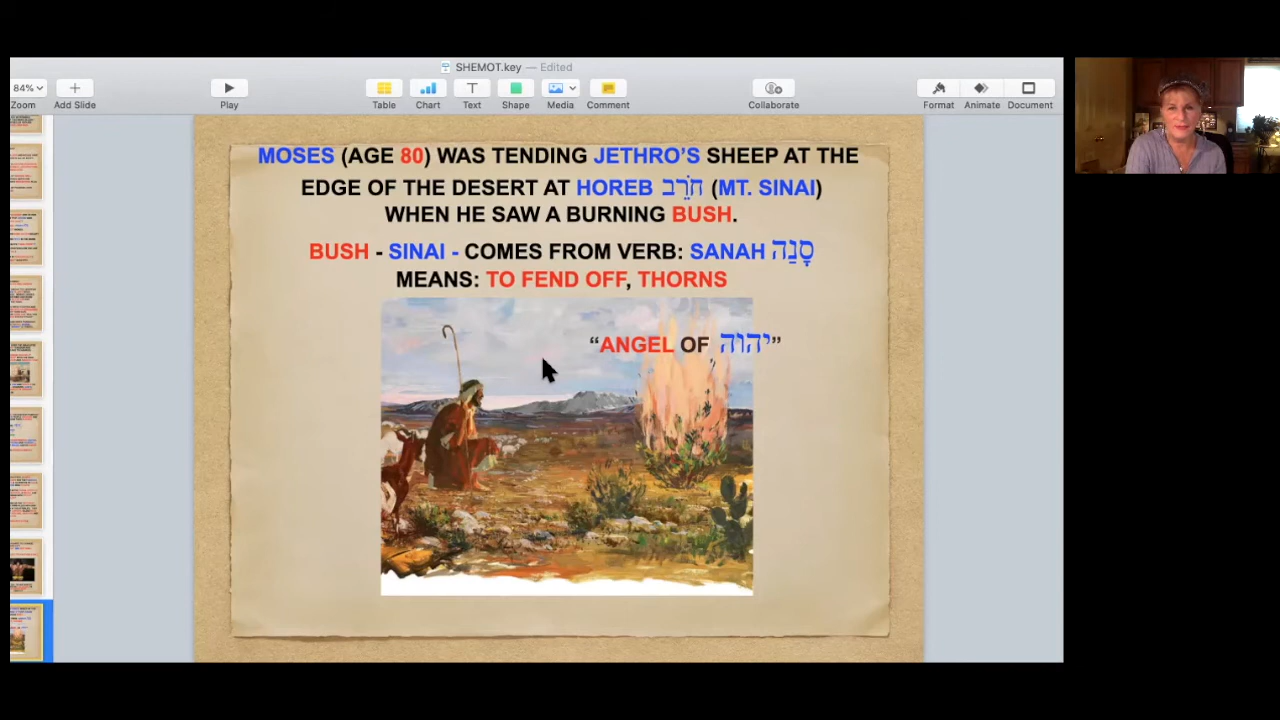 SHEMOT.key — Edited
84%
Zoom
Add Slide
Play
Table
Chart
Text
Shape
Media
Comment
Collaborate
Format
Animate
Document
MOSES (AGE 80) WAS TENDING JETHRO'S SHEEP AT THE
EDGE OF THE DESERT AT HOREB חֹרֵב (MT. SINAI)
WHEN HE SAW A BURNING BUSH.
BUSH - SINAI - COMES FROM VERB: SANAH סָנַה
MEANS: TO FEND OFF, THORNS
“ANGEL OF יהוה”